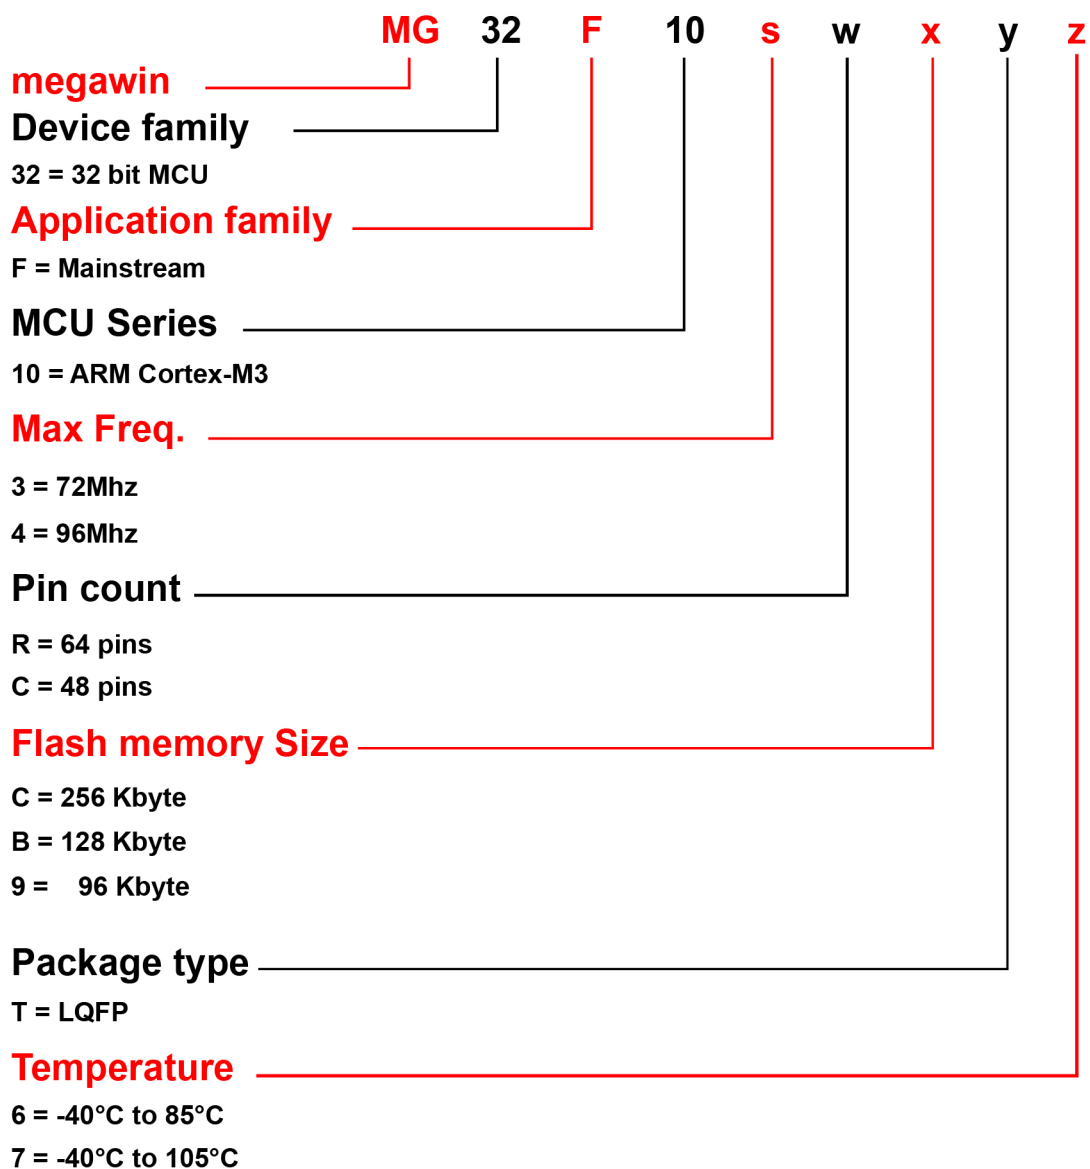 MG 32 F 10 s w x y z
megawin
Device family
32 = 32 bit MCU
Application family
F = Mainstream
MCU Series
10 = ARM Cortex-M3
Max Freq.
3 = 72Mhz
4 = 96Mhz
Pin count
R = 64 pins
C = 48 pins
Flash memory Size
C = 256 Kbyte
B = 128 Kbyte
9 = 96 Kbyte
Package type
T = LQFP
Temperature
6 = -40°C to 85°C
7 = -40°C to 105°C